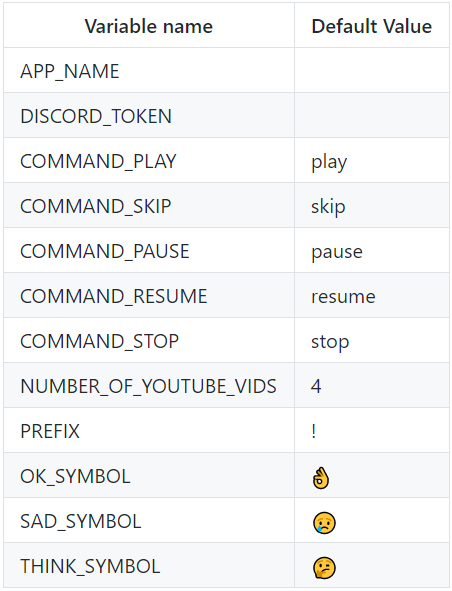 Variable name Default Value
APP_NAME
DISCORD_TOKEN
COMMAND_PLAY play
COMMAND_SKIP skip
COMMAND_PAUSE pause
COMMAND_RESUME resume
COMMAND_STOP stop
NUMBER_OF_YOUTUBE_VIDS 4
PREFIX !
OK_SYMBOL 👌
SAD_SYMBOL 😢
THINK_SYMBOL 🤔